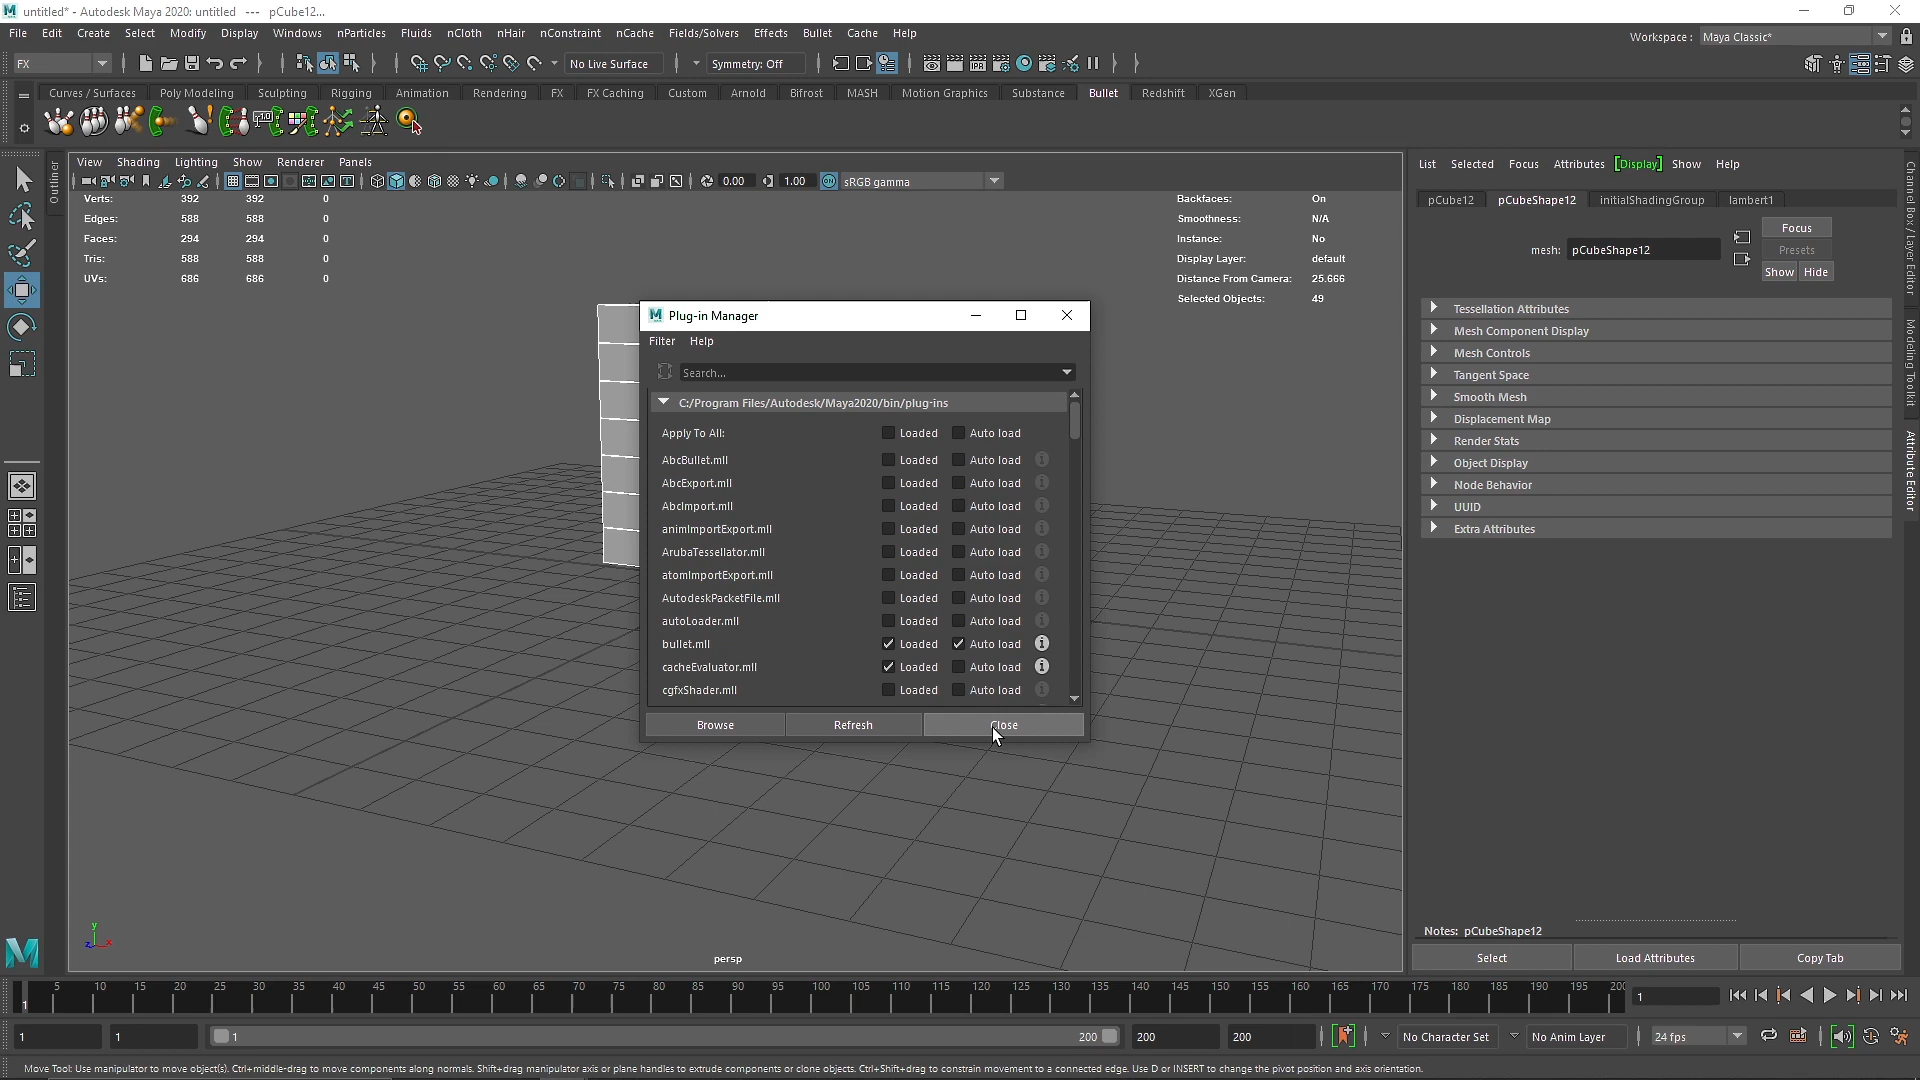 untitled* - Autodesk Maya 2020: untitled --- pCube12...
File Edit Create Select Modify Display Windows nParticles Fluids nCloth nHair nConstraint nCache Fields/Solvers Effects Bullet Cache Help
Workspace : Maya Classic*
FX No Live Surface Symmetry: Off
Curves / Surfaces Poly Modeling Sculpting Rigging Animation Rendering FX FX Caching Custom Arnold Bifrost MASH Motion Graphics Substance Bullet Redshift XGen
View Shading Lighting Show Renderer Panels
0.00 1.00 ON sRGB gamma
Outliner
Verts: 392 392 0
Edges: 588 588 0
Faces: 294 294 0
Tris: 588 588 0
UVs: 686 686 0
Backfaces: On
Smoothness: N/A
Instance: No
Display Layer: default
Distance From Camera: 25.666
Selected Objects: 49
Plug-in Manager
Filter Help
Search...
C:/Program Files/Autodesk/Maya2020/bin/plug-ins
Apply To All: Loaded Auto load
AbcBullet.mll Loaded Auto load
AbcExport.mll Loaded Auto load
AbcImport.mll Loaded Auto load
animImportExport.mll Loaded Auto load
ArubaTessellator.mll Loaded Auto load
atomImportExport.mll Loaded Auto load
AutodeskPacketFile.mll Loaded Auto load
autoLoader.mll Loaded Auto load
bullet.mll Loaded Auto load
cacheEvaluator.mll Loaded Auto load
cgfxShader.mll Loaded Auto load
Browse Refresh Close
persp
y
z x
List Selected Focus Attributes [Display] Show Help
pCube12 pCubeShape12 initialShadingGroup lambert1
mesh: pCubeShape12
Focus
Presets
Show Hide
Tessellation Attributes
Mesh Component Display
Mesh Controls
Tangent Space
Smooth Mesh
Displacement Map
Render Stats
Object Display
Node Behavior
UUID
Extra Attributes
Notes: pCubeShape12
Select Load Attributes Copy Tab
Channel Box / Layer Editor
Modeling Toolkit
Attribute Editor
1 5 10 15 20 25 30 35 40 45 50 55 60 65 70 75 80 85 90 95 100 105 110 115 120 125 130 135 140 145 150 155 160 165 170 175 180 185 190 195 200 1
1 1 1 200 200 200 No Character Set No Anim Layer 24 fps
Move Tool: Use manipulator to move object(s). Ctrl+middle-drag to move components along normals. Shift+drag manipulator axis or plane handles to extrude components or clone objects. Ctrl+Shift+drag to constrain movement to a connected edge. Use D or INSERT to change the pivot position and axis orientation.